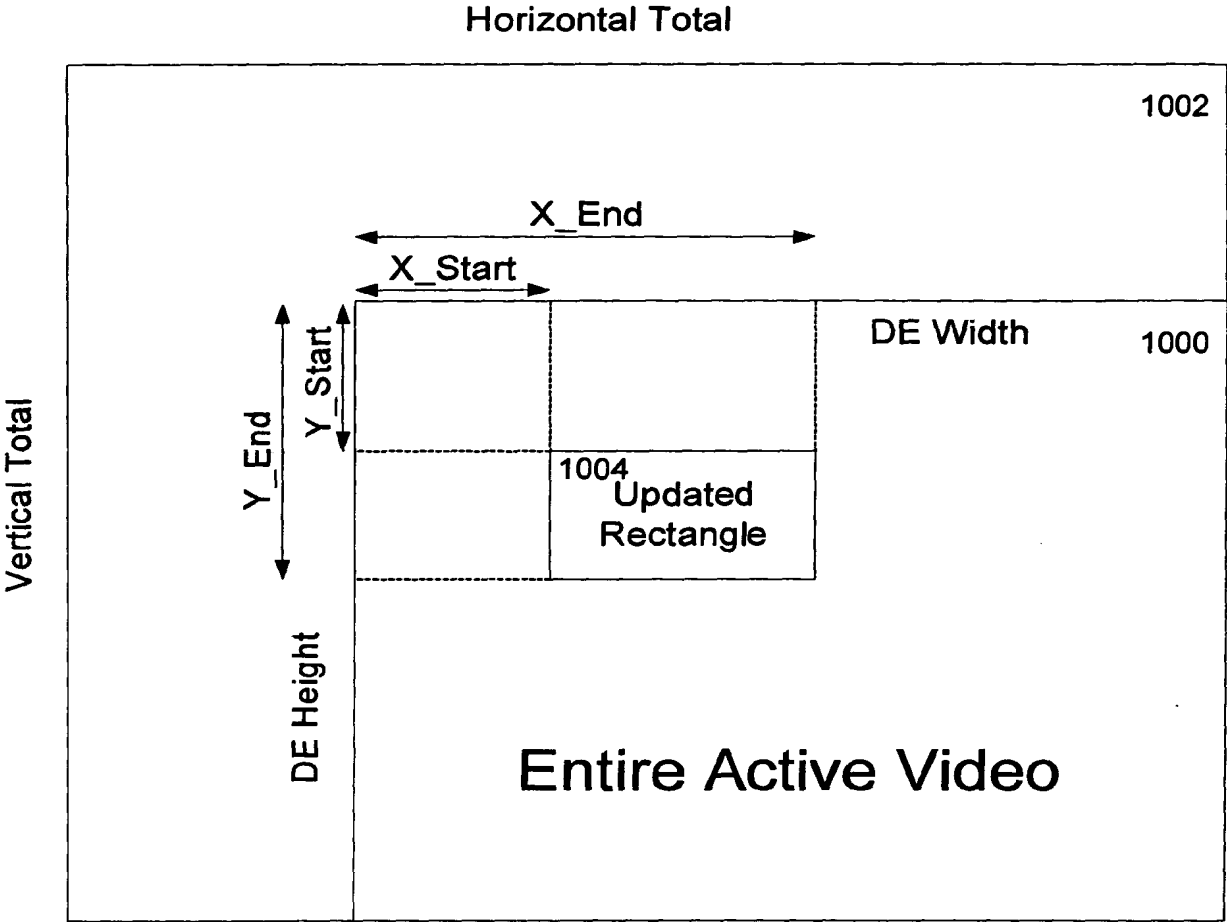 Horizontal Total
1002
X_End
X_Start
DE Width
1000
Y_Start
Y_End
Vertical Total
1004
Updated
Rectangle
DE Height
Entire Active Video